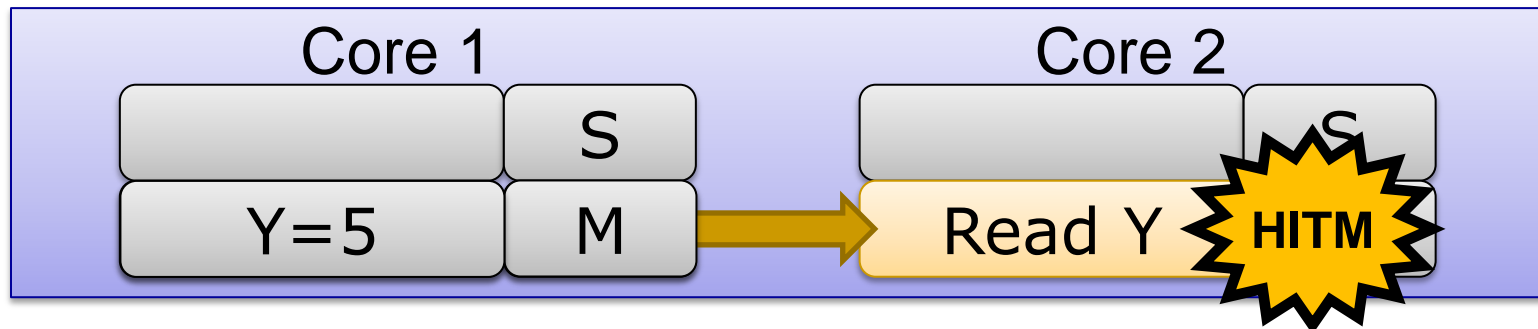 Core 1
Core 2
S
S
Y=5
M
Read Y
HITM